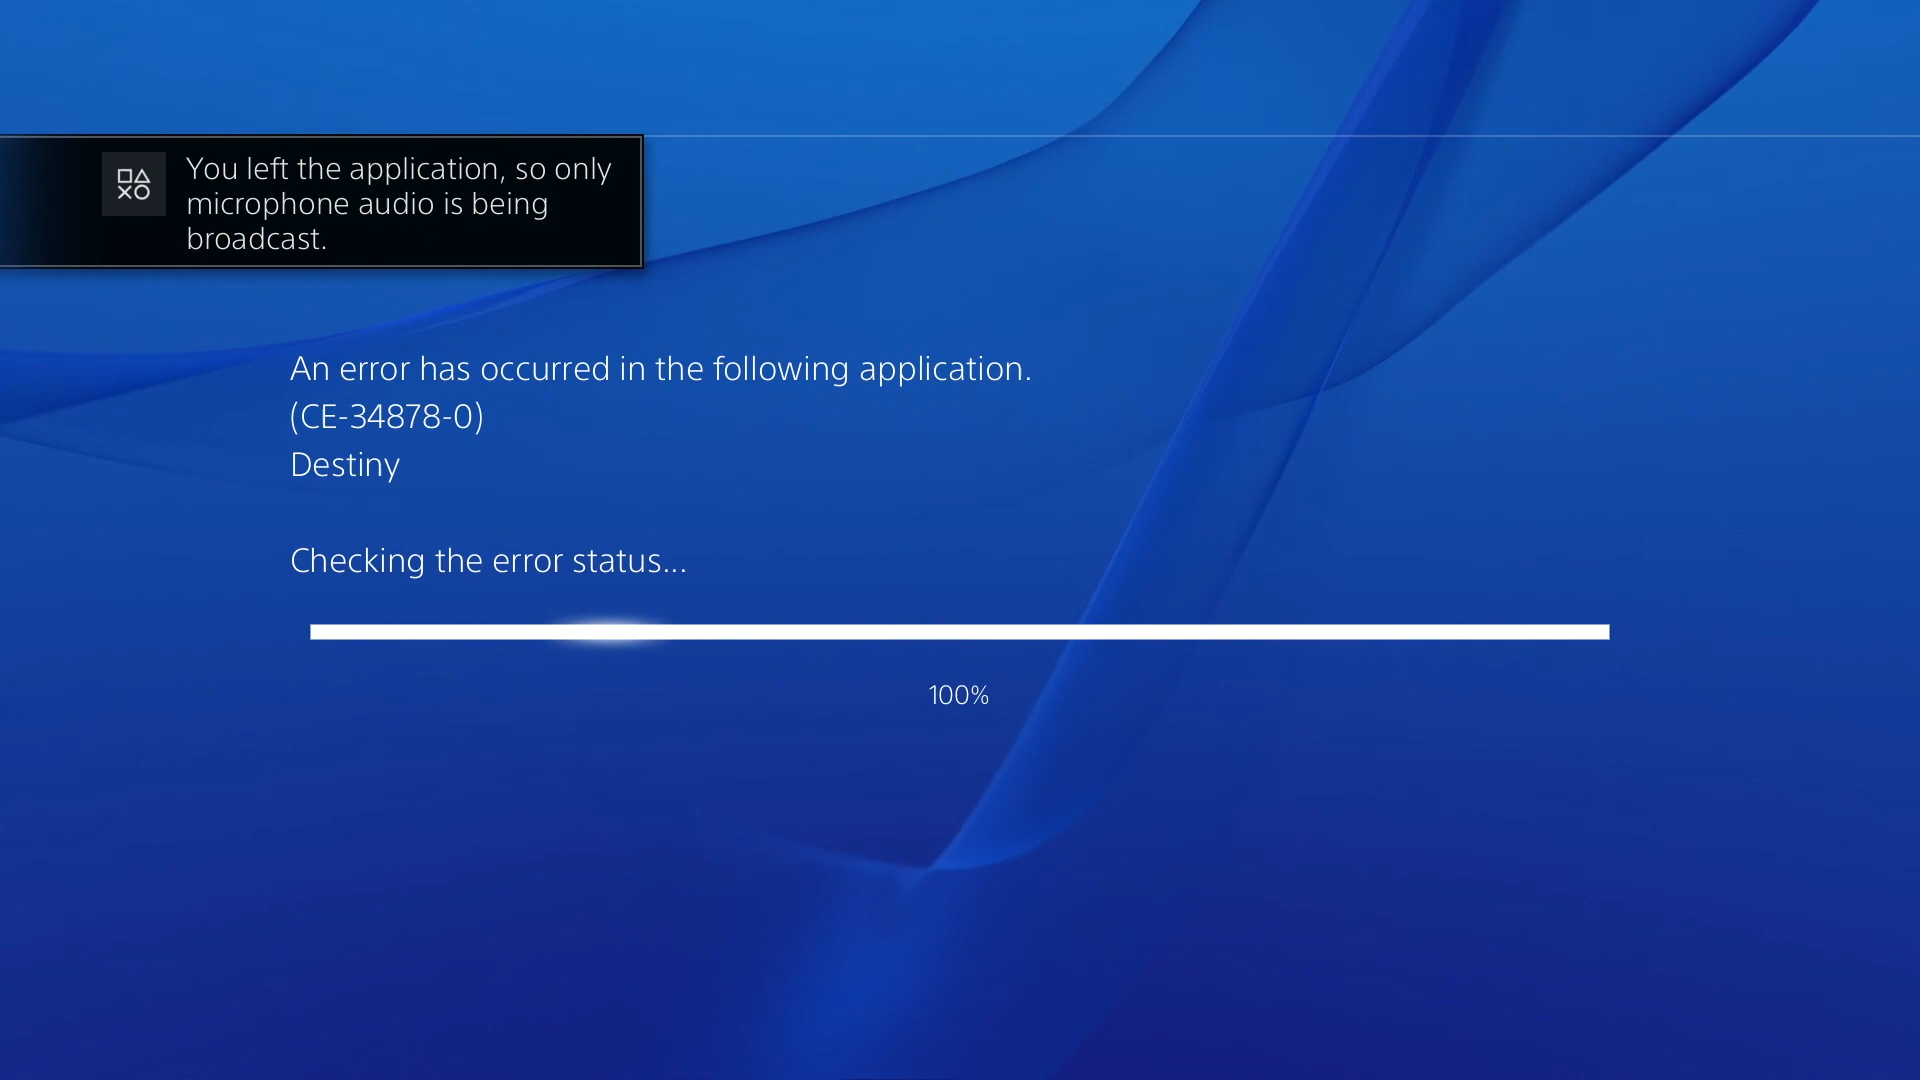 You left the application, so only
microphone audio is being
broadcast.
An error has occurred in the following application.
(CE-34878-0)
Destiny
Checking the error status...
100%